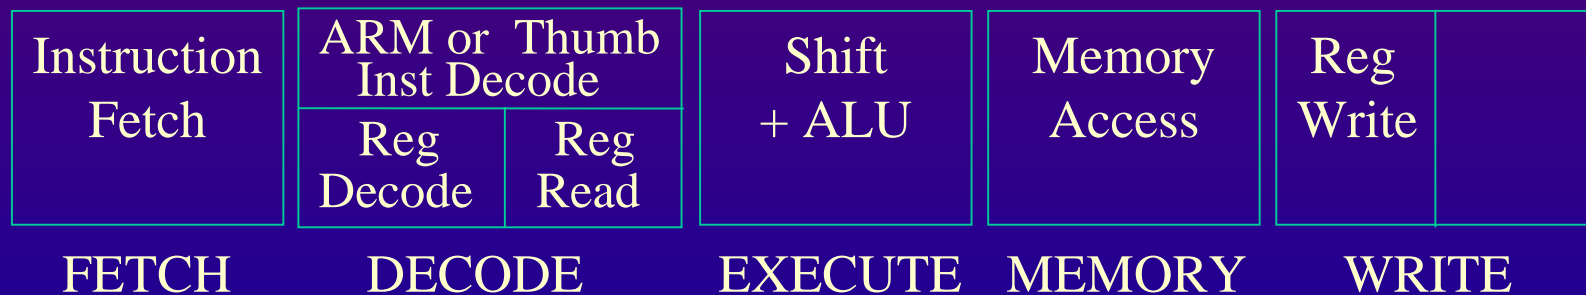 Instruction
Fetch
ARM or Thumb
Inst Decode
Reg
Decode
Reg
Read
Shift
+ ALU
Memory
Access
Reg
Write
FETCH
DECODE
EXECUTE
MEMORY
WRITE